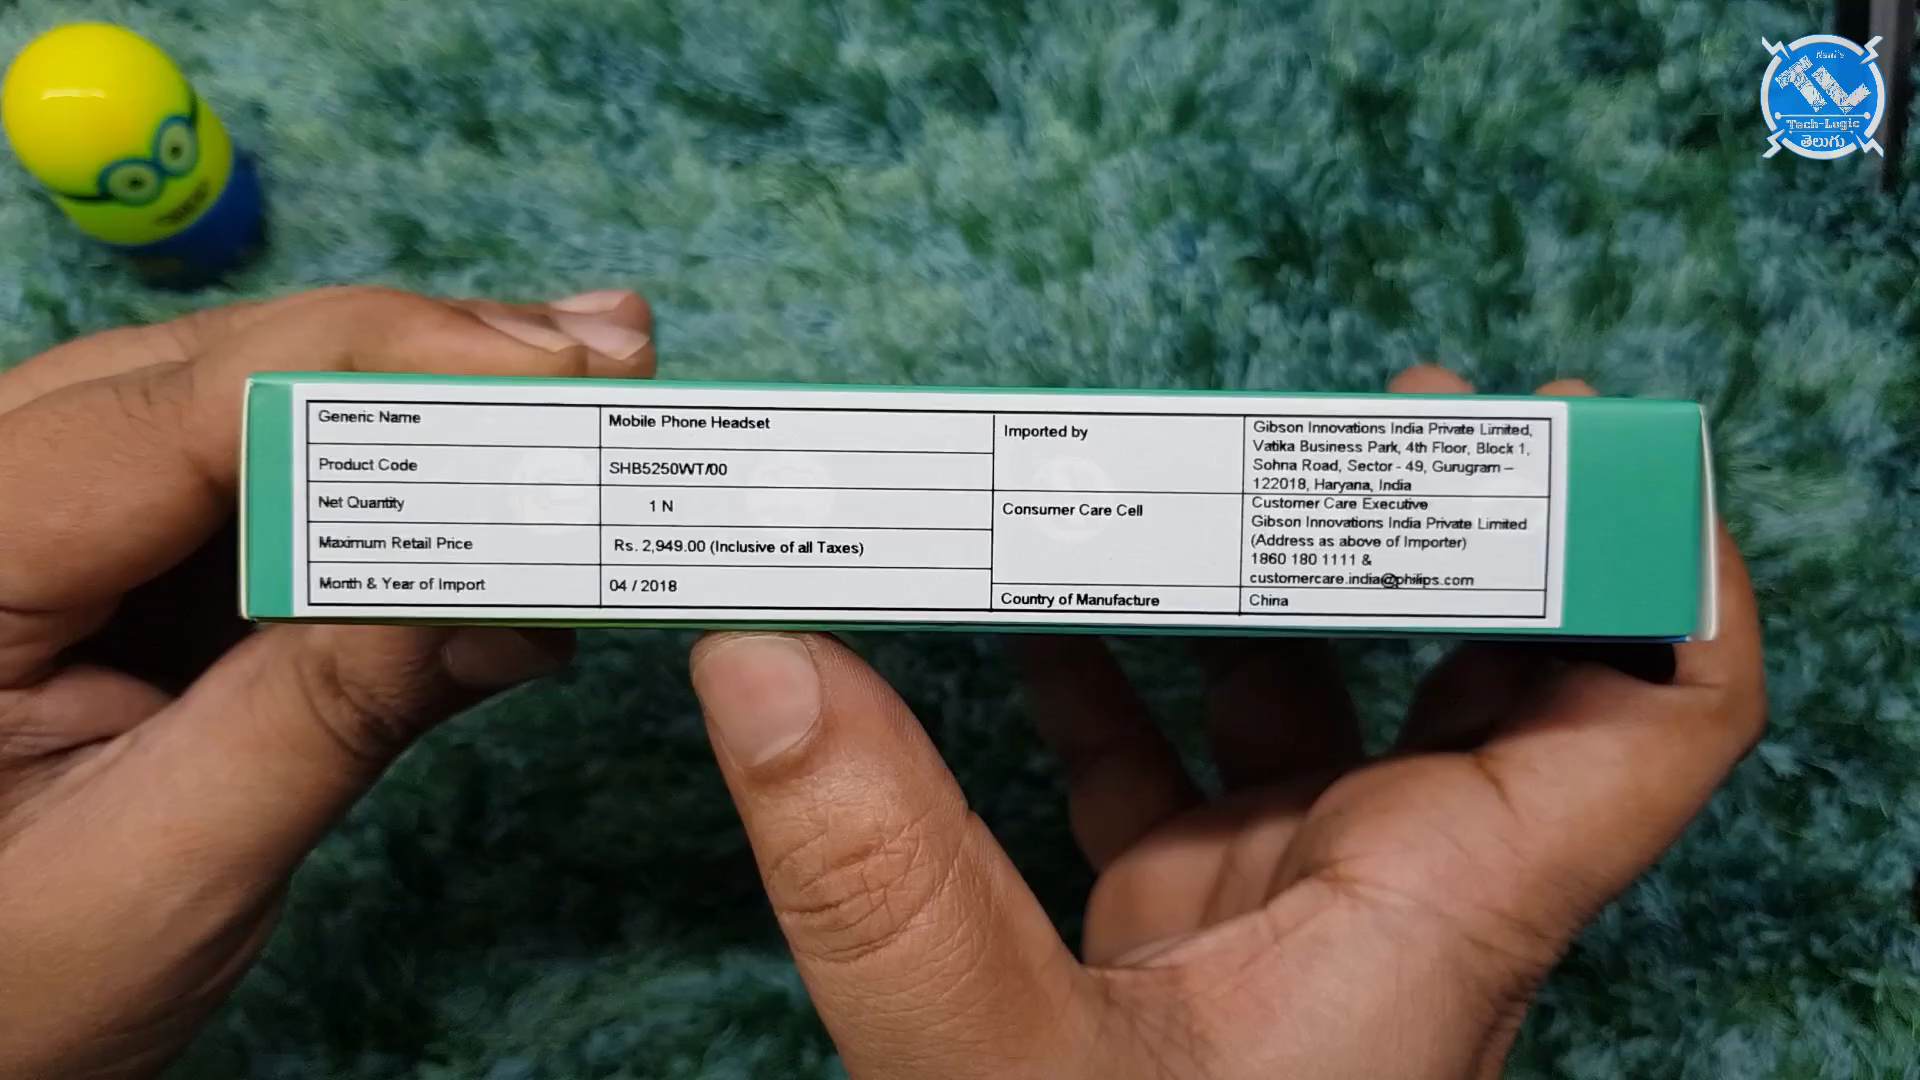 Nani's
TL
Tech-Logic
తెలుగు
Generic Name
Mobile Phone Headset
Product Code
SHB5250WT/00
Net Quantity
1 N
Maximum Retail Price
Rs. 2,949.00 (Inclusive of all Taxes)
Month & Year of Import
04 / 2018
Imported by
Gibson Innovations India Private Limited,
Vatika Business Park, 4th Floor, Block 1,
Sohna Road, Sector - 49, Gurugram –
122018, Haryana, India
Consumer Care Cell
Customer Care Executive
Gibson Innovations India Private Limited
(Address as above of Importer)
1860 180 1111 &
customercare.india@philips.com
Country of Manufacture
China